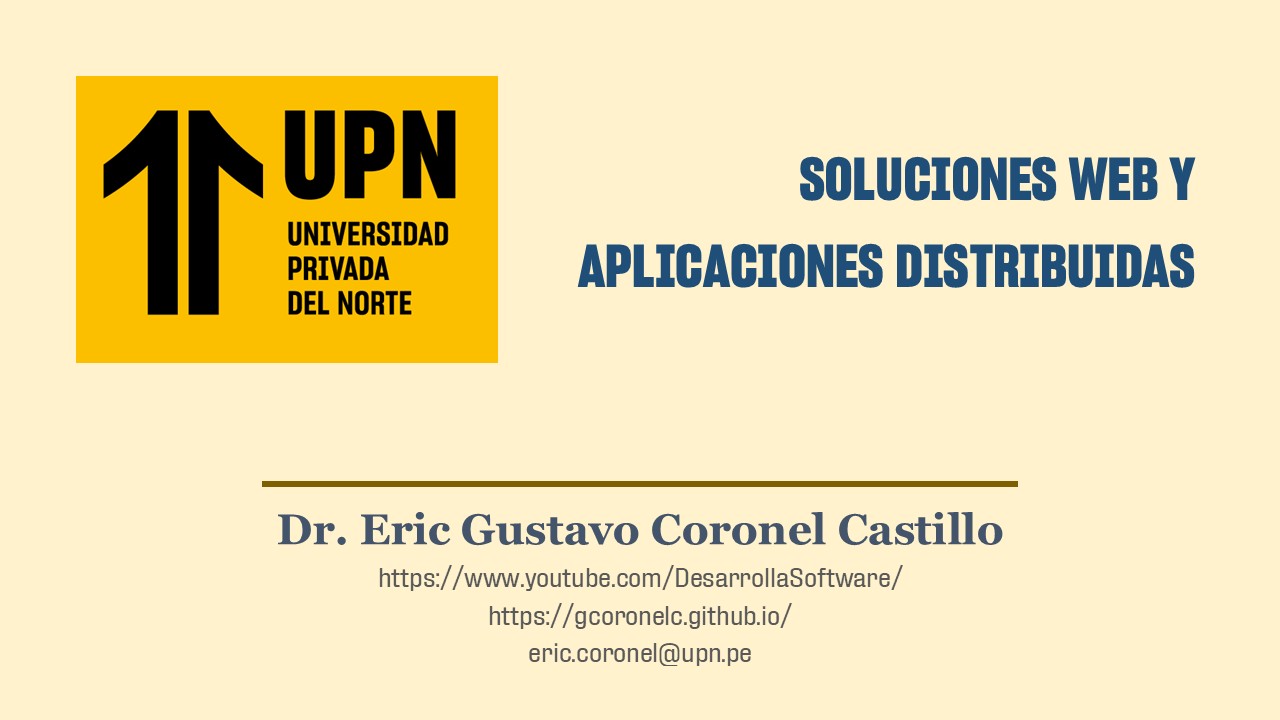 UPN
UNIVERSIDAD
PRIVADA
DEL NORTE
SOLUCIONES WEB Y
APLICACIONES DISTRIBUIDAS
Dr. Eric Gustavo Coronel Castillo
https://www.youtube.com/DesarrollaSoftware/
https://gcoronelc.github.io/
eric.coronel@upn.pe